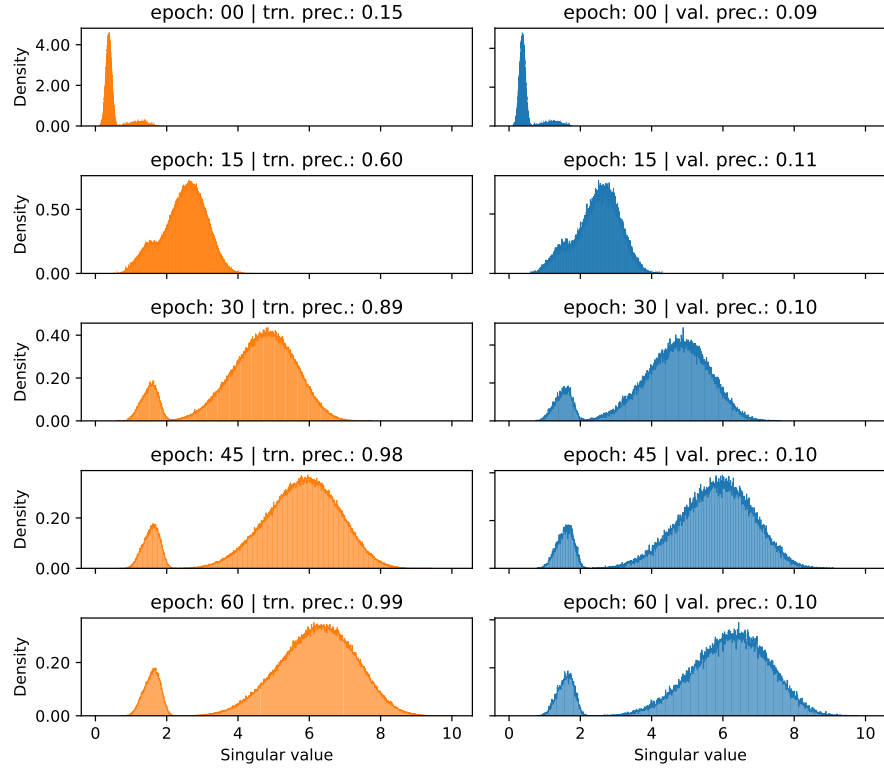 epoch: 00 | trn. prec.: 0.15
epoch: 00 | val. prec.: 0.09
4.00
2.00
0.00
Density
epoch: 15 | trn. prec.: 0.60
epoch: 15 | val. prec.: 0.11
0.50
0.00
Density
epoch: 30 | trn. prec.: 0.89
epoch: 30 | val. prec.: 0.10
0.40
0.20
0.00
Density
epoch: 45 | trn. prec.: 0.98
epoch: 45 | val. prec.: 0.10
0.20
0.00
Density
epoch: 60 | trn. prec.: 0.99
epoch: 60 | val. prec.: 0.10
0.20
0.00
Density
0 2 4 6 8 10
0 2 4 6 8 10
Singular value
Singular value